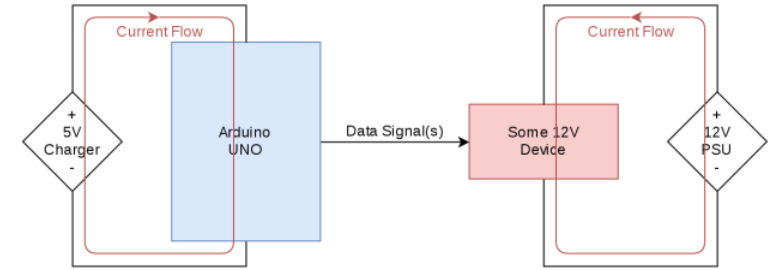 Current Flow
Current Flow
+
5V
Charger
-
Arduino
UNO
Data Signal(s)
Some 12V
Device
+
12V
PSU
-